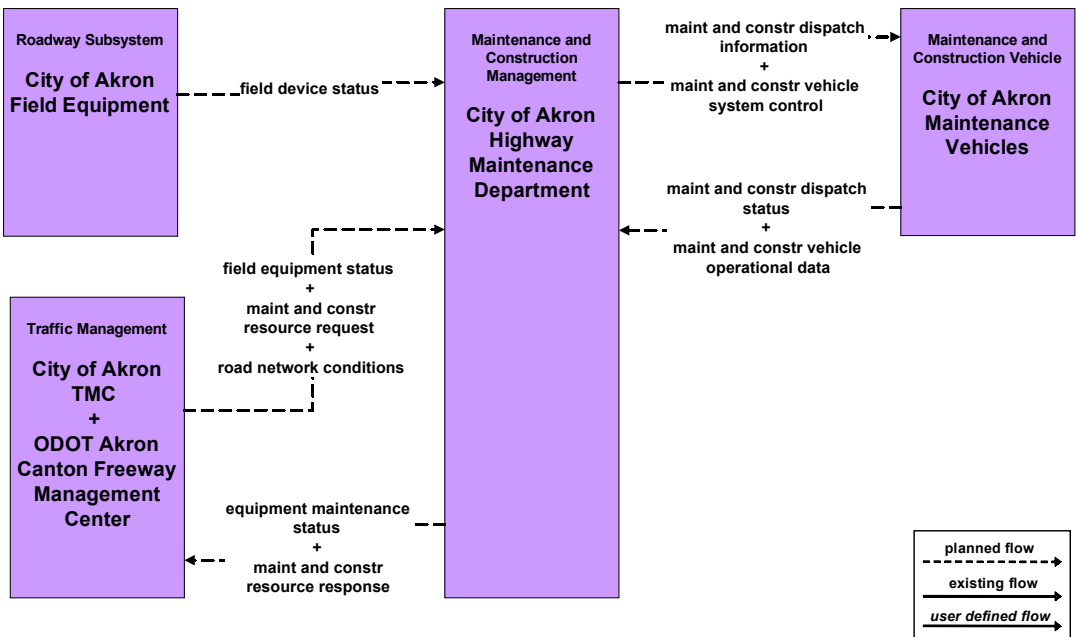 Roadway Subsystem
City of Akron
Field Equipment
field device status
Maintenance and
Construction
Management
City of Akron
Highway
Maintenance
Department
maint and constr dispatch
information
+
maint and constr vehicle
system control
Maintenance and
Construction Vehicle
City of Akron
Maintenance
Vehicles
maint and constr dispatch
status
+
maint and constr vehicle
operational data
field equipment status
+
maint and constr
resource request
+
road network conditions
Traffic Management
City of Akron
TMC
+
ODOT Akron
Canton Freeway
Management
Center
equipment maintenance
status
+
maint and constr
resource response
planned flow
existing flow
user defined flow